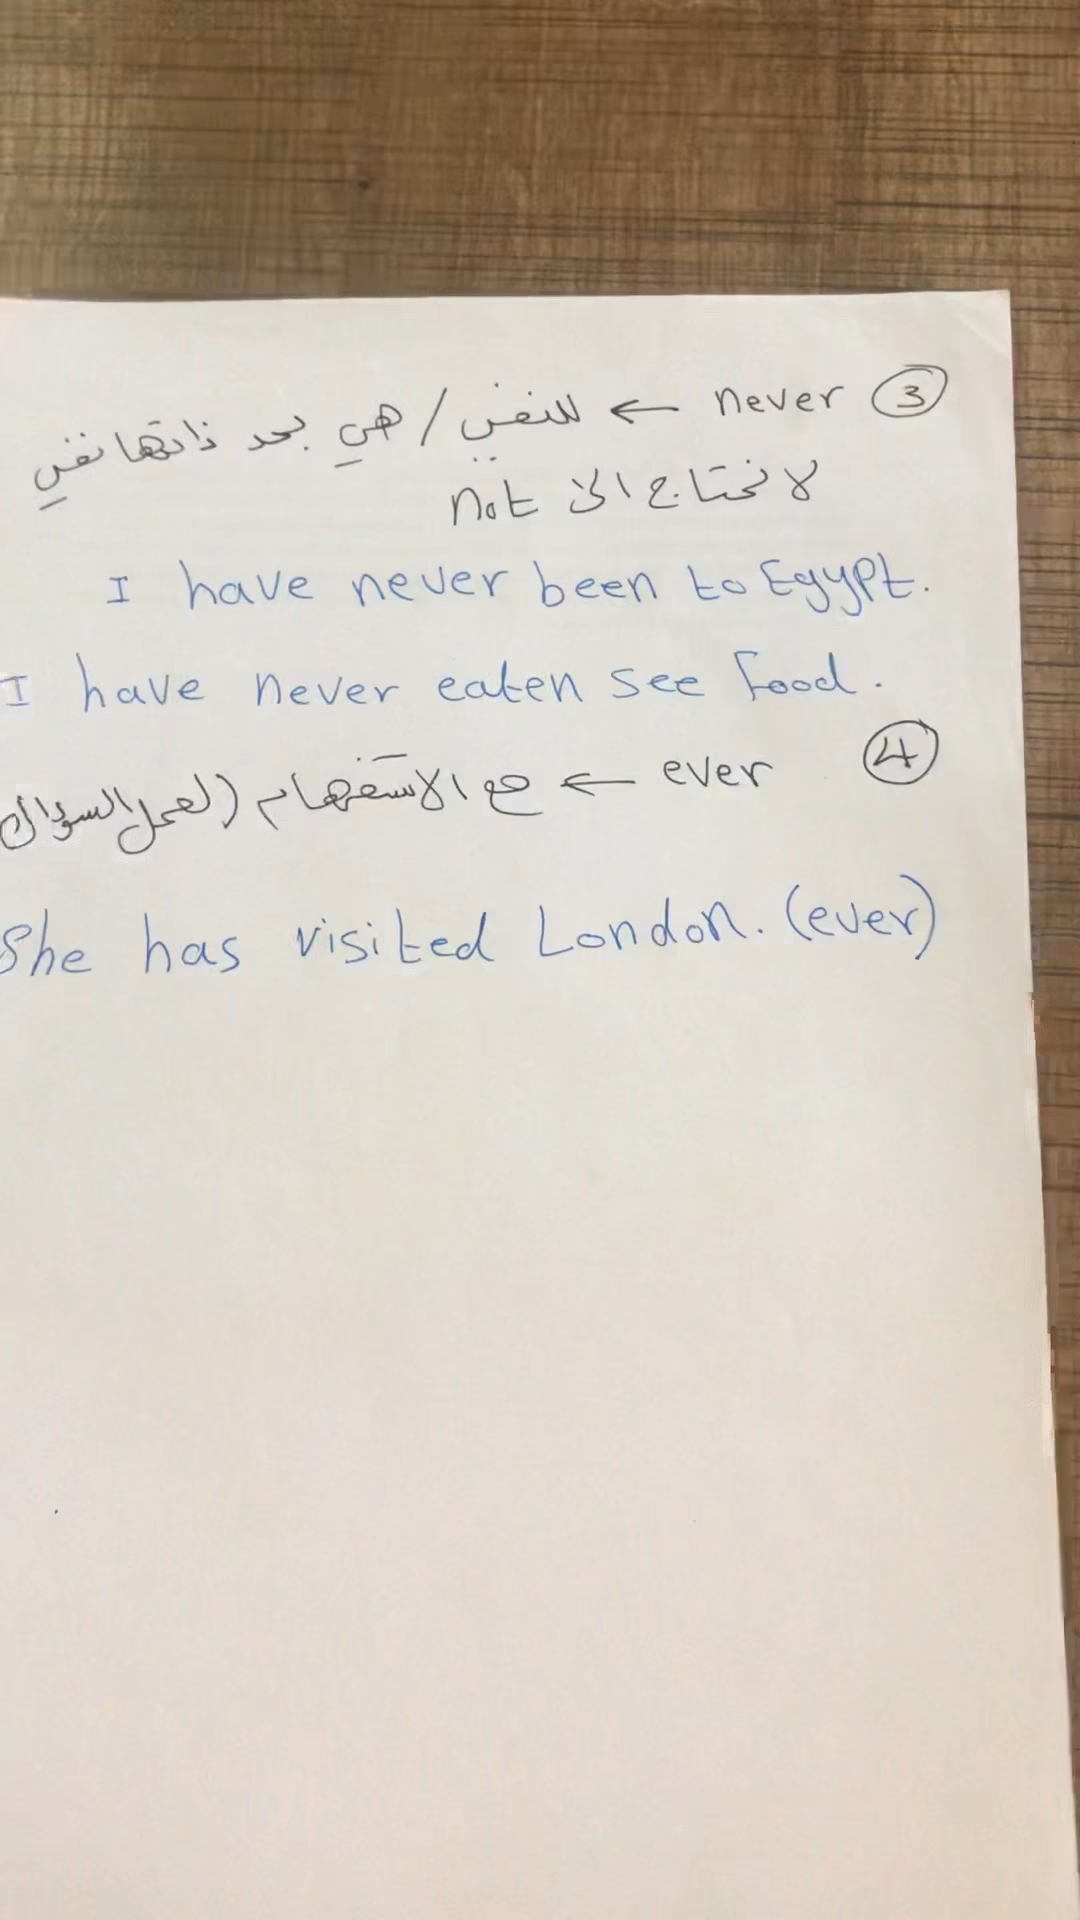 ③ never ← للنفي / هي بحد ذاتها نفي
لا نحتاج الى not
I have never been to Egypt.
I have never eaten see food.
④ ever ← مع الاستفهام (لعمل السؤال
She has visited London. (ever)